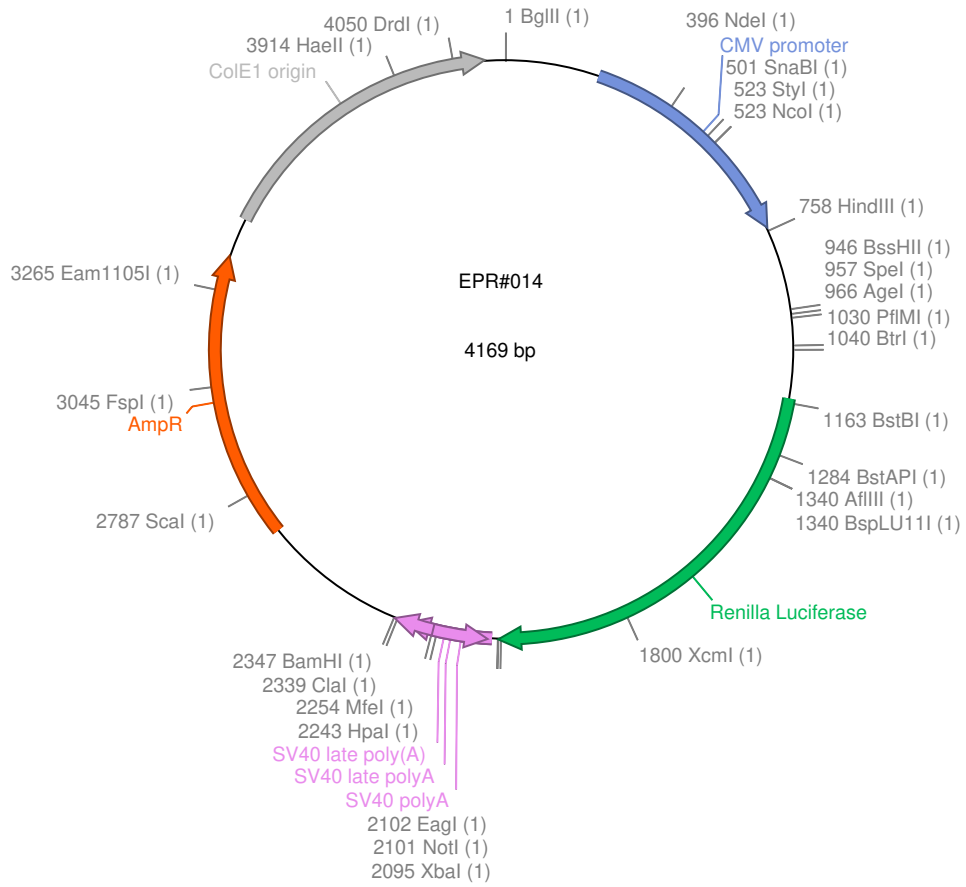 4050 DrdI (1)
3914 HaeII (1)
ColE1 origin
1 BglII (1)
396 NdeI (1)
CMV promoter
501 SnaBI (1)
523 StyI (1)
523 NcoI (1)
758 HindIII (1)
946 BssHII (1)
957 SpeI (1)
966 AgeI (1)
1030 PflMI (1)
1040 BtrI (1)
EPR#014
4169 bp
3265 Eam1105I (1)
3045 FspI (1)
AmpR
2787 ScaI (1)
1163 BstBI (1)
1284 BstAPI (1)
1340 AflIII (1)
1340 BspLU11I (1)
Renilla Luciferase
1800 XcmI (1)
2347 BamHI (1)
2339 ClaI (1)
2254 MfeI (1)
2243 HpaI (1)
SV40 late poly(A)
SV40 late polyA
SV40 polyA
2102 EagI (1)
2101 NotI (1)
2095 XbaI (1)